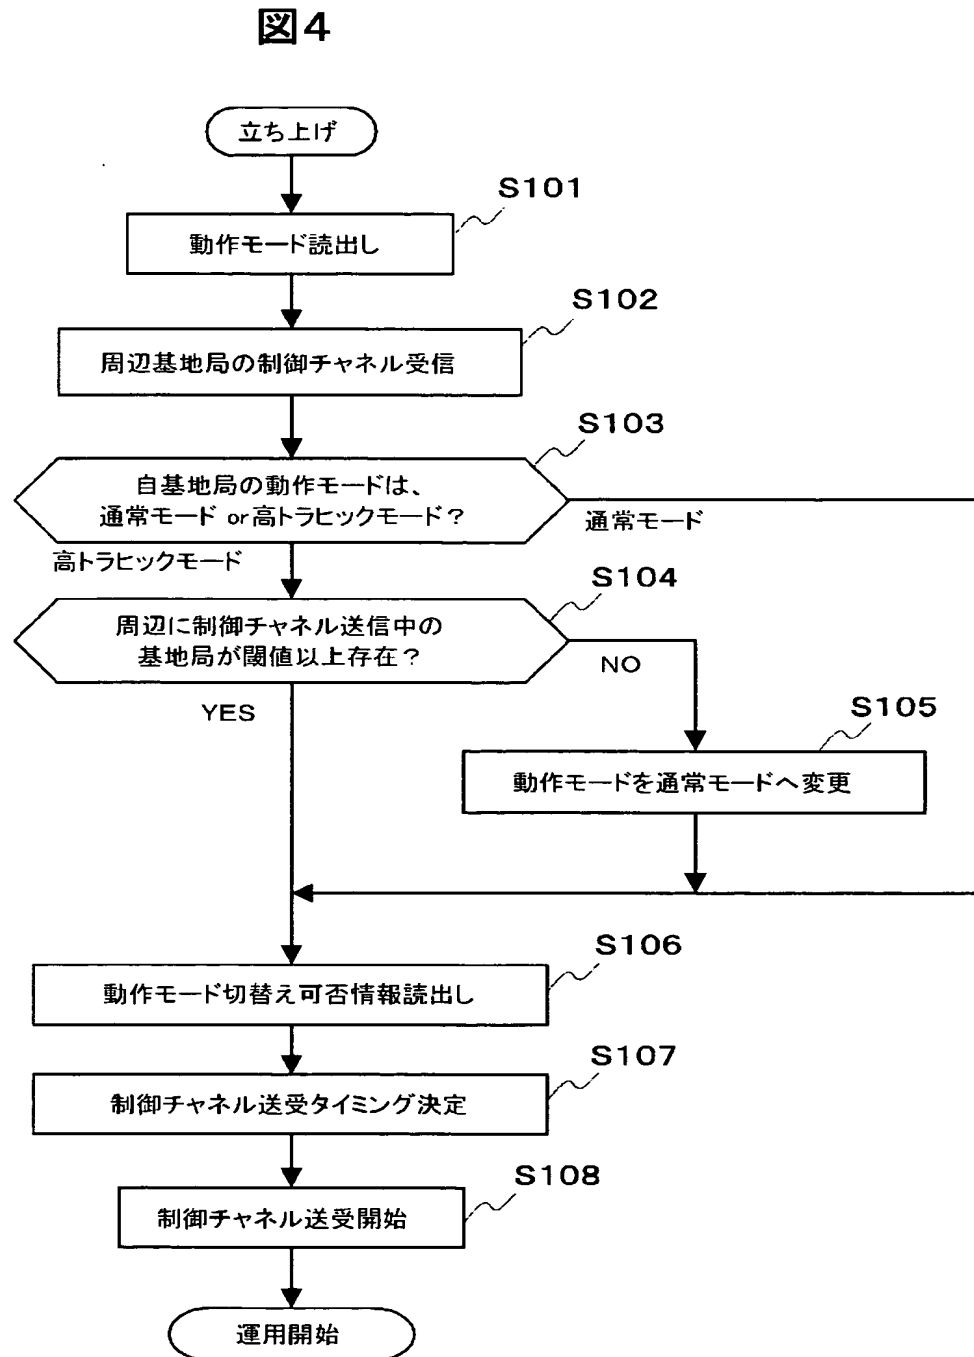 図4
立ち上げ
S101
動作モード読出し
S102
周辺基地局の制御チャネル受信
S103
自基地局の動作モードは、
通常モード or高トラヒックモード？
通常モード
高トラヒックモード
S104
周辺に制御チャネル送信中の
基地局が閾値以上存在？
NO
YES
S105
動作モードを通常モードへ変更
S106
動作モード切替え可否情報読出し
S107
制御チャネル送受タイミング決定
S108
制御チャネル送受開始
運用開始